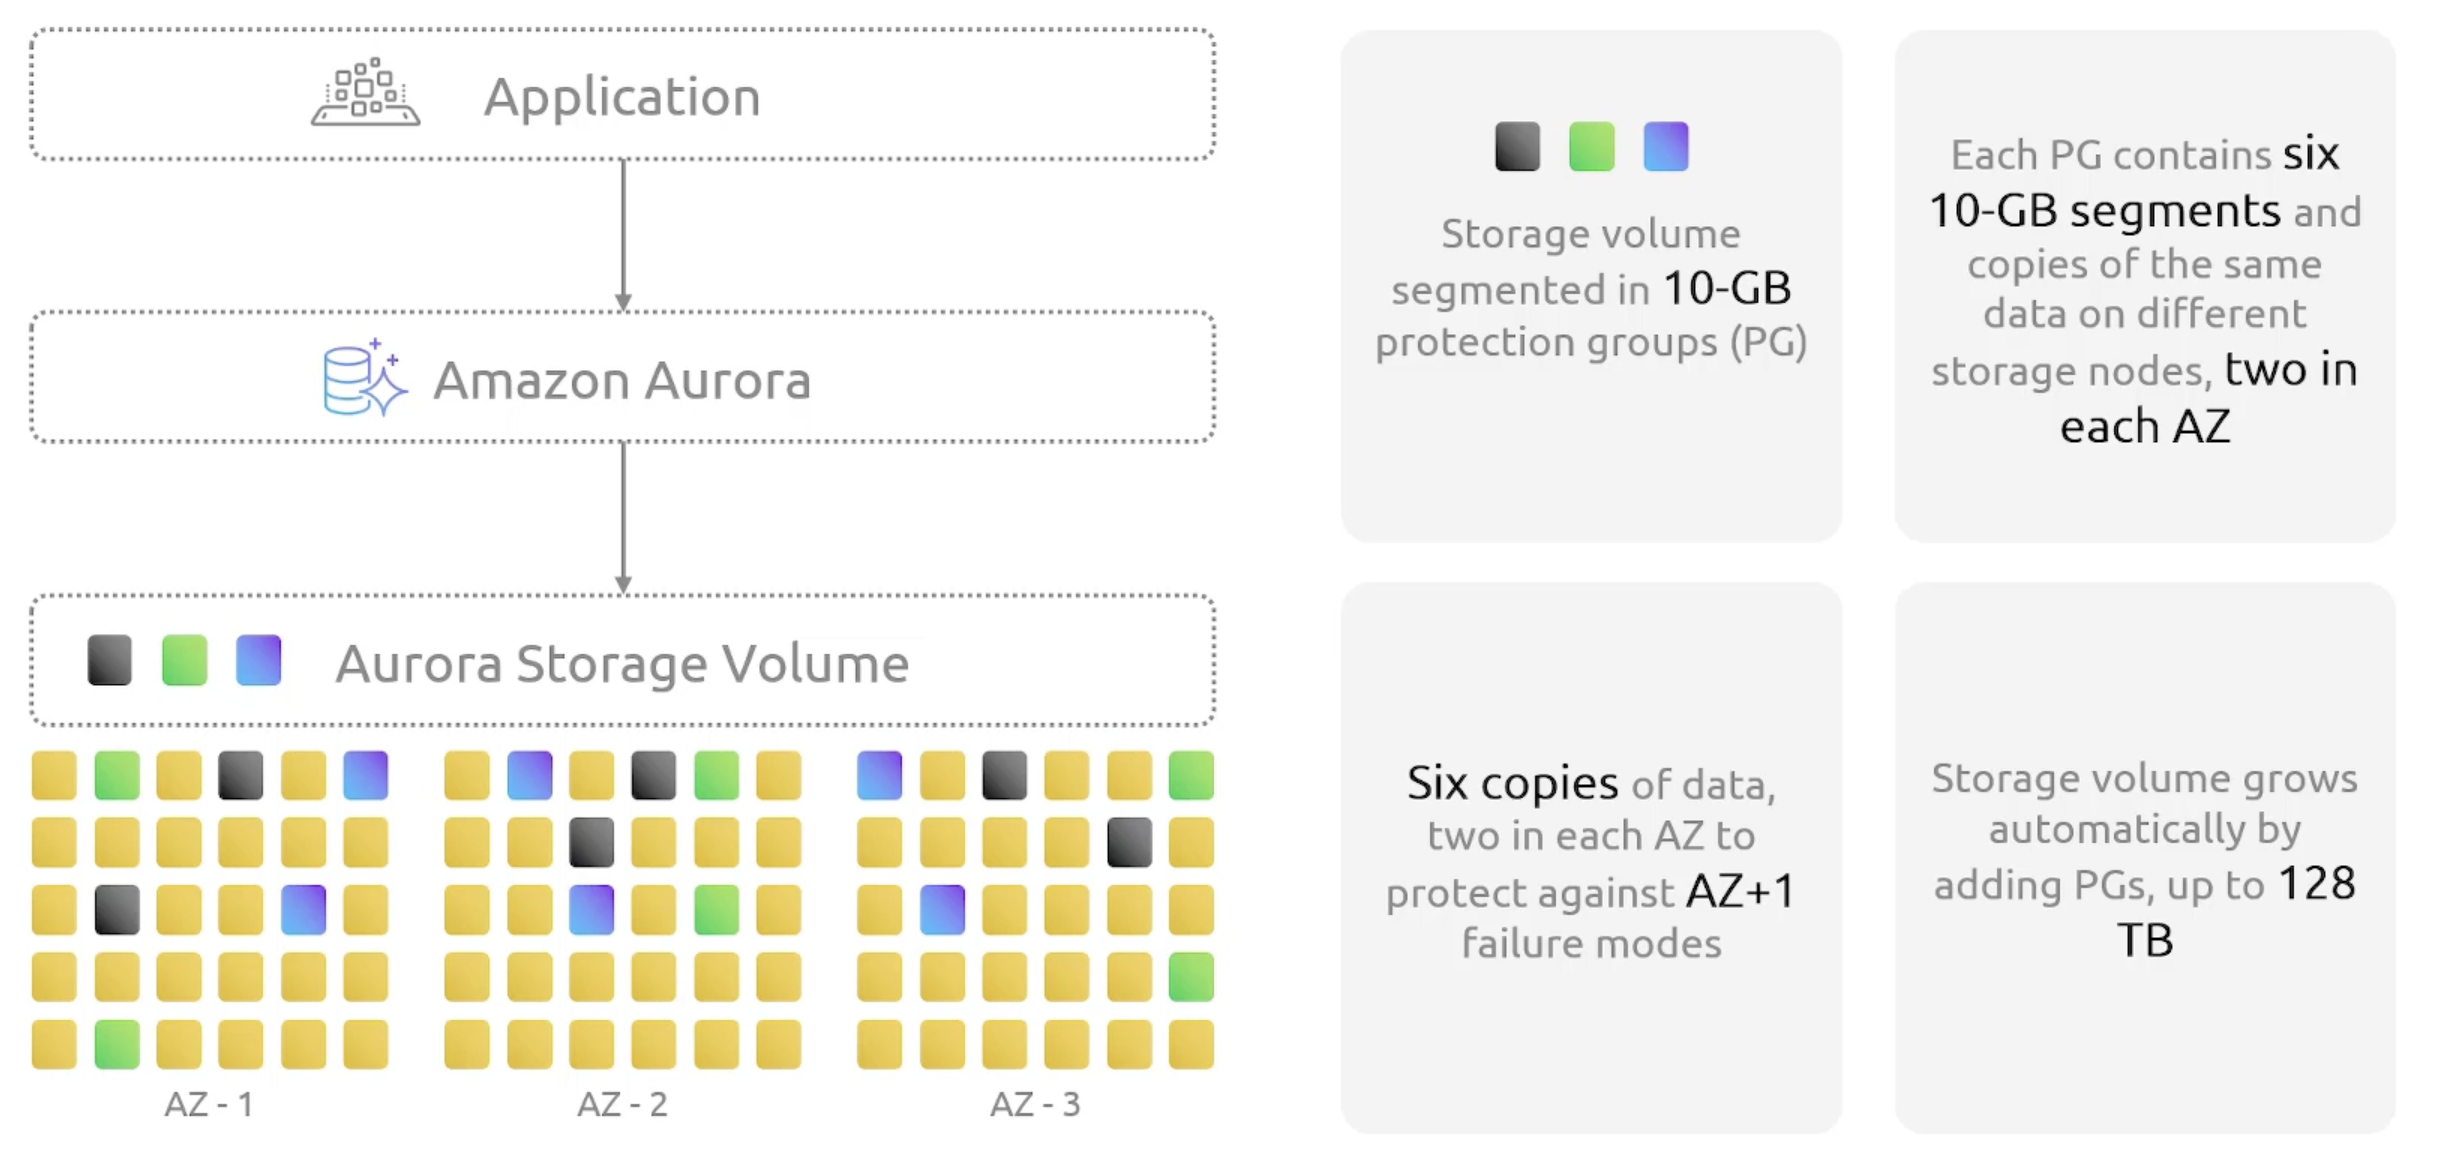 Application
Amazon Aurora
Aurora Storage Volume
AZ - 1
AZ - 2
AZ - 3
Storage volume
segmented in 10-GB
protection groups (PG)
Each PG contains six
10-GB segments and
copies of the same
data on different
storage nodes, two in
each AZ
Six copies of data,
two in each AZ to
protect against AZ+1
failure modes
Storage volume grows
automatically by
adding PGs, up to 128
TB